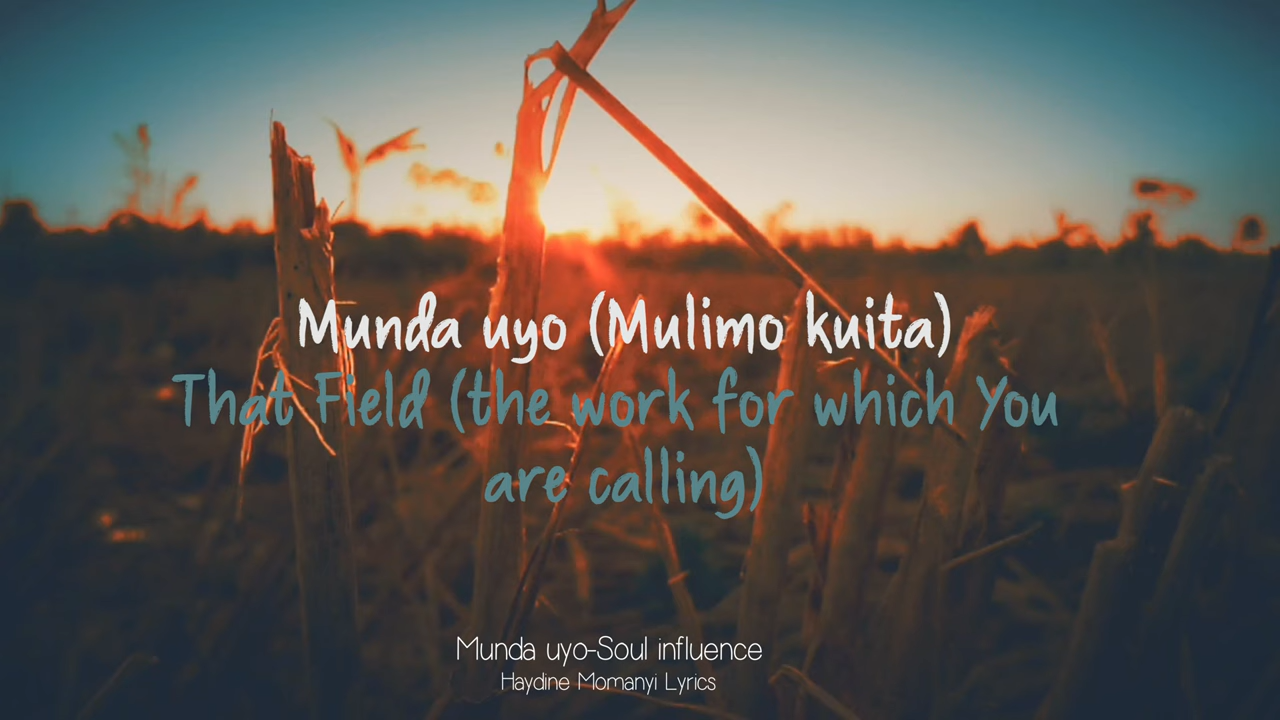 Munda uyo (Mulimo kuita)
That Field (the work for which You
are calling)
Munda uyo-Soul influence
Haydine Momanyi Lyrics